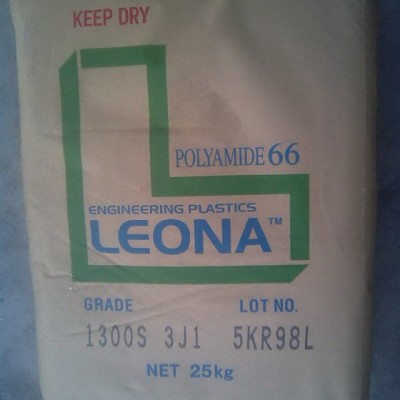 KEEP DRY
POLYAMIDE 66
ENGINEERING PLASTICS
LEONA™
GRADE LOT NO.
1300S 3J1 5KR98L
NET 25kg